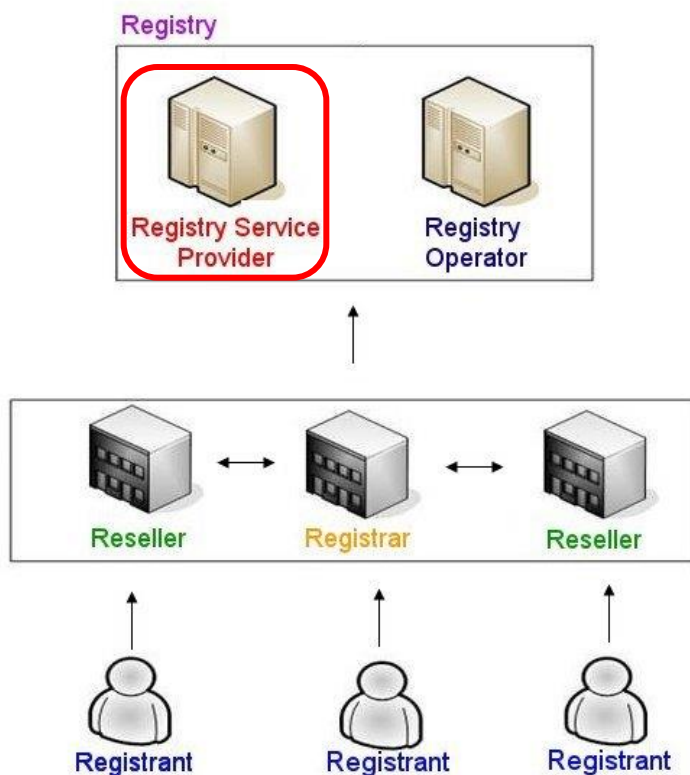 Registry
Registry Service
Provider
Registry
Operator
Reseller
Registrar
Reseller
Registrant
Registrant
Registrant